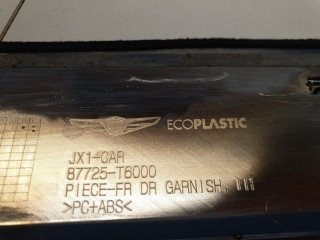 ECOPLASTIC
JX1-CAR
87725-T6000
PIECE-FR DR GARNISH,
>PC+ABS<